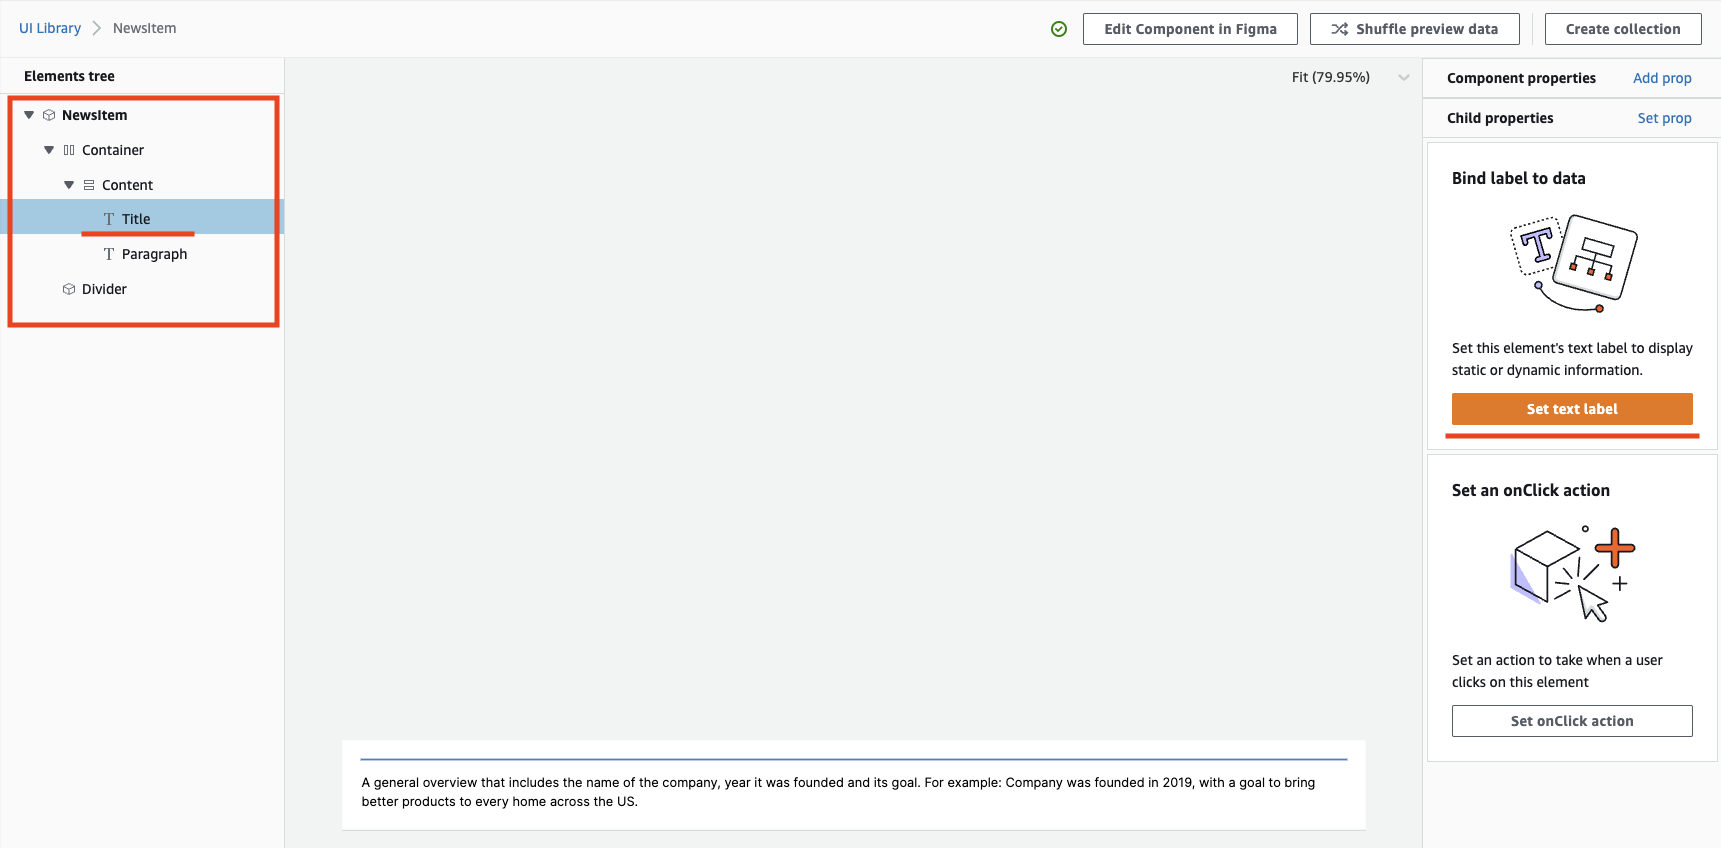 UI Library
NewsItem
Edit Component in Figma
Shuffle preview data
Create collection
Elements tree
NewsItem
Container
Content
T Title
T Paragraph
Divider
Fit (79.95%)
A general overview that includes the name of the company, year it was founded and its goal. For example: Company was founded in 2019, with a goal to bring
better products to every home across the US.
Component properties
Add prop
Child properties
Set prop
Bind label to data
T
Set this element's text label to display
static or dynamic information.
Set text label
Set an onClick action
Set an action to take when a user
clicks on this element
Set onClick action